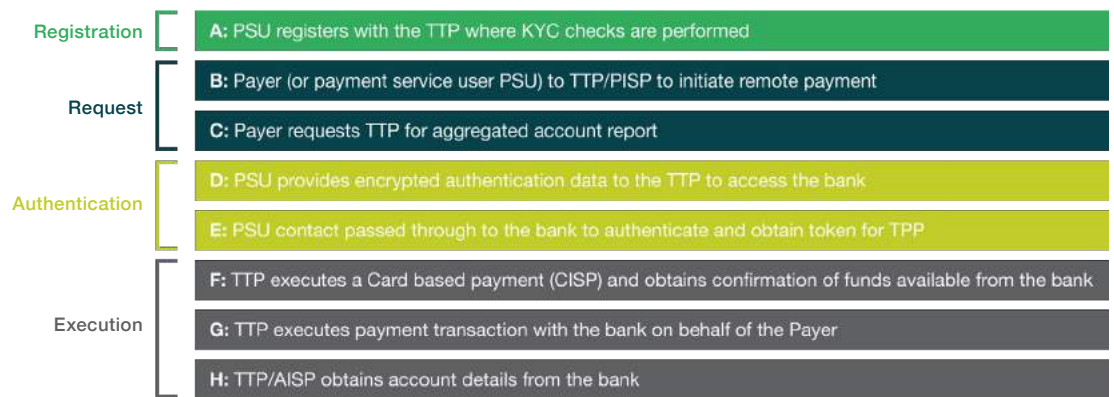 Registration
A: PSU registers with the TTP where KYC checks are performed
Request
B: Payer (or payment service user PSU) to TTP/PISP to initiate remote payment
C: Payer requests TTP for aggregated account report
Authentication
D: PSU provides encrypted authentication data to the TTP to access the bank
E: PSU contact passed through to the bank to authenticate and obtain token for TPP
Execution
F: TTP executes a Card based payment (CISP) and obtains confirmation of funds available from the bank
G: TTP executes payment transaction with the bank on behalf of the Payer
H: TTP/AISP obtains account details from the bank